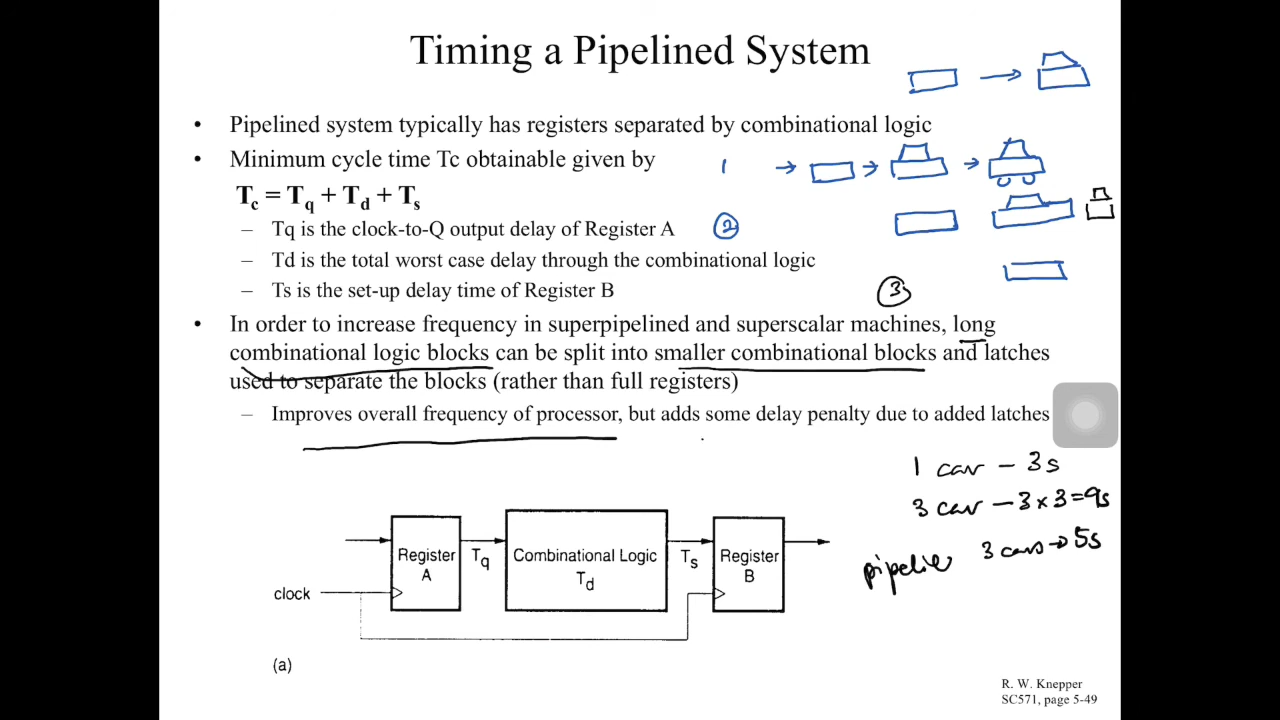 Timing a Pipelined System
• Pipelined system typically has registers separated by combinational logic
• Minimum cycle time Tc obtainable given by
Tc = Tq + Td + Ts
– Tq is the clock-to-Q output delay of Register A
– Td is the total worst case delay through the combinational logic
– Ts is the set-up delay time of Register B
1
2
3
• In order to increase frequency in superpipelined and superscalar machines, long
combinational logic blocks can be split into smaller combinational blocks and latches
used to separate the blocks (rather than full registers)
– Improves overall frequency of processor, but adds some delay penalty due to added latches
1 car – 3s
3 car – 3 x 3 = 9s
3 cars → 5s
Register
A
Tq
Combinational Logic
Td
Ts
Register
B
clock
(a)
R. W. Knepper
SC571, page 5-49